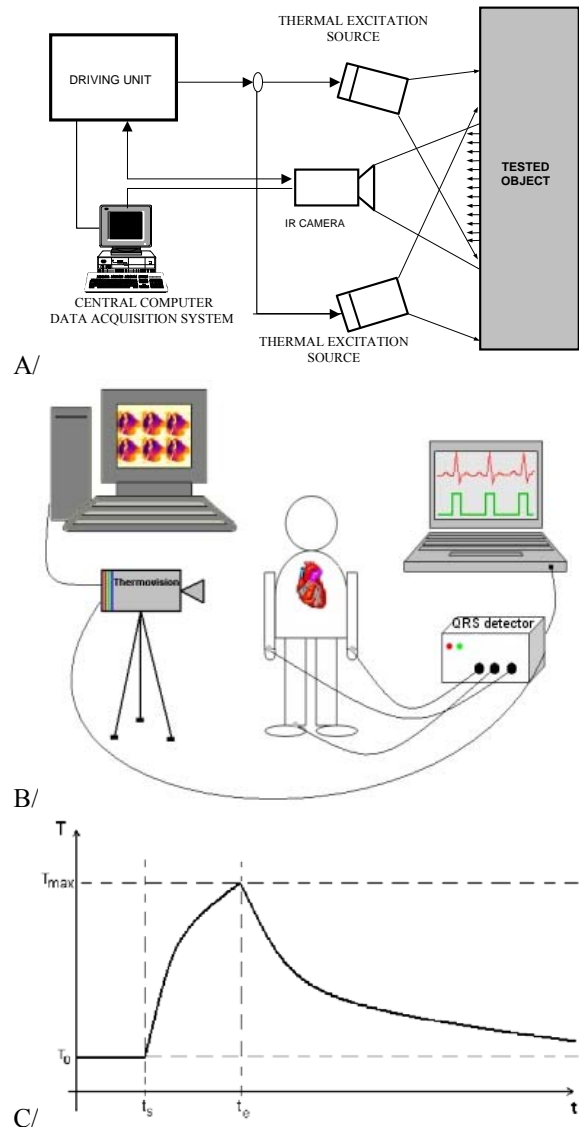 THERMAL EXCITATION
SOURCE
DRIVING UNIT
TESTED
OBJECT
IR CAMERA
CENTRAL COMPUTER
DATA ACQUISITION SYSTEM
THERMAL EXCITATION
SOURCE
A/
Thermovision
QRS detector
B/
T
Tmax
T0
ts
te
t
C/